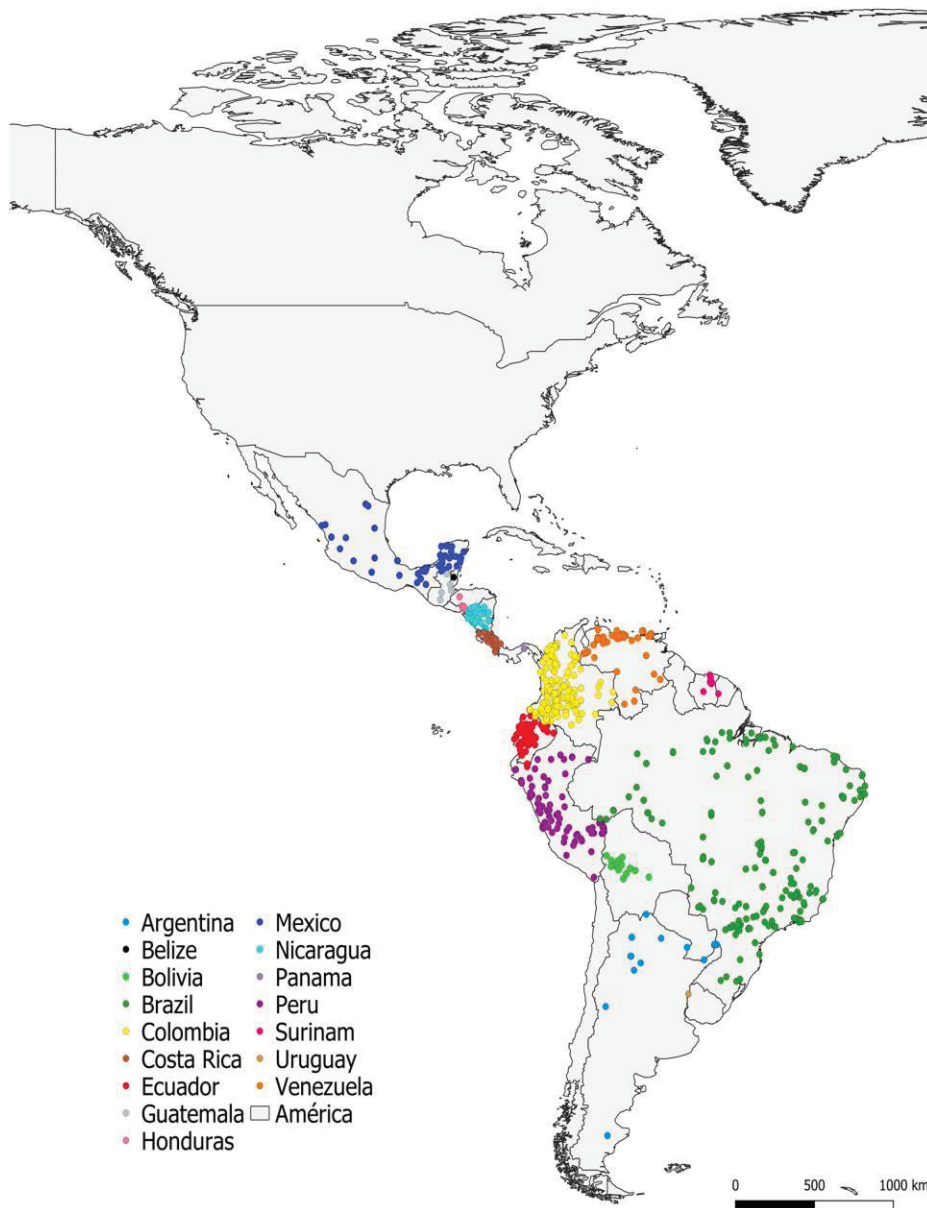 Argentina
Belize
Bolivia
Brazil
Colombia
Costa Rica
Ecuador
Guatemala
Honduras
Mexico
Nicaragua
Panama
Peru
Surinam
Uruguay
Venezuela
América
0 500 1000 km